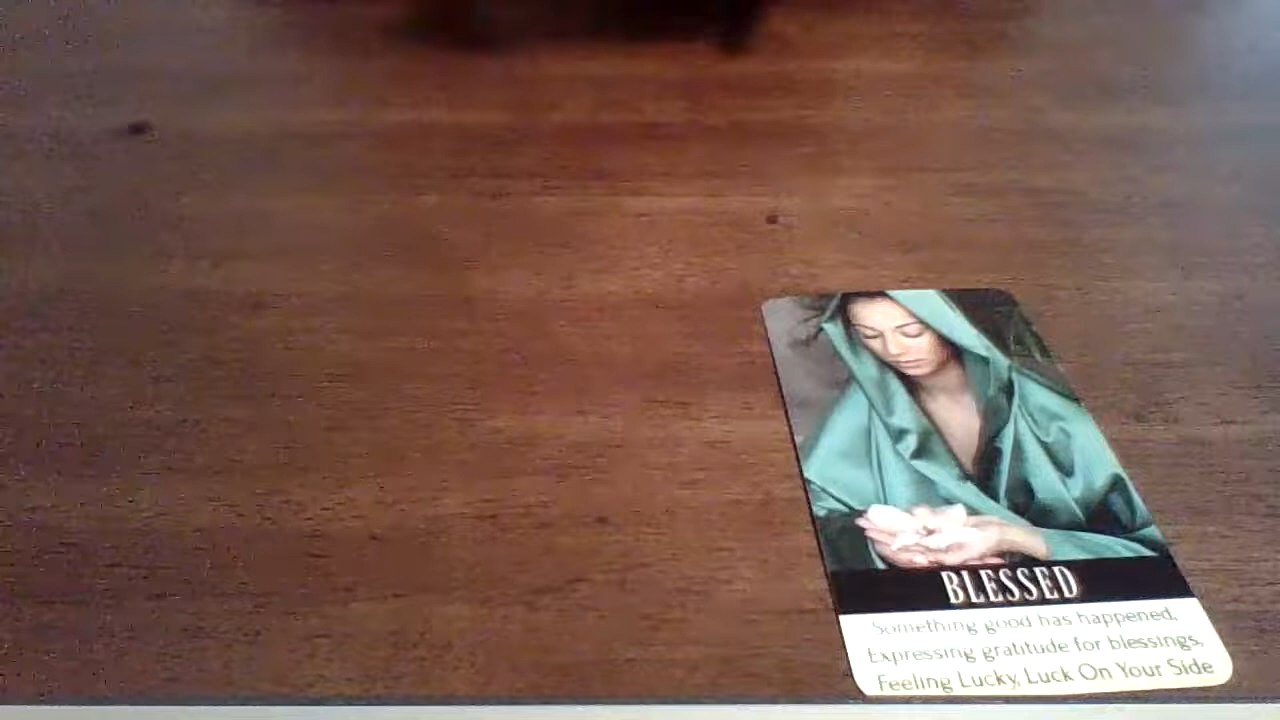 BLESSED
Something good has happened,
Expressing gratitude for blessings,
Feeling Lucky, Luck On Your Side